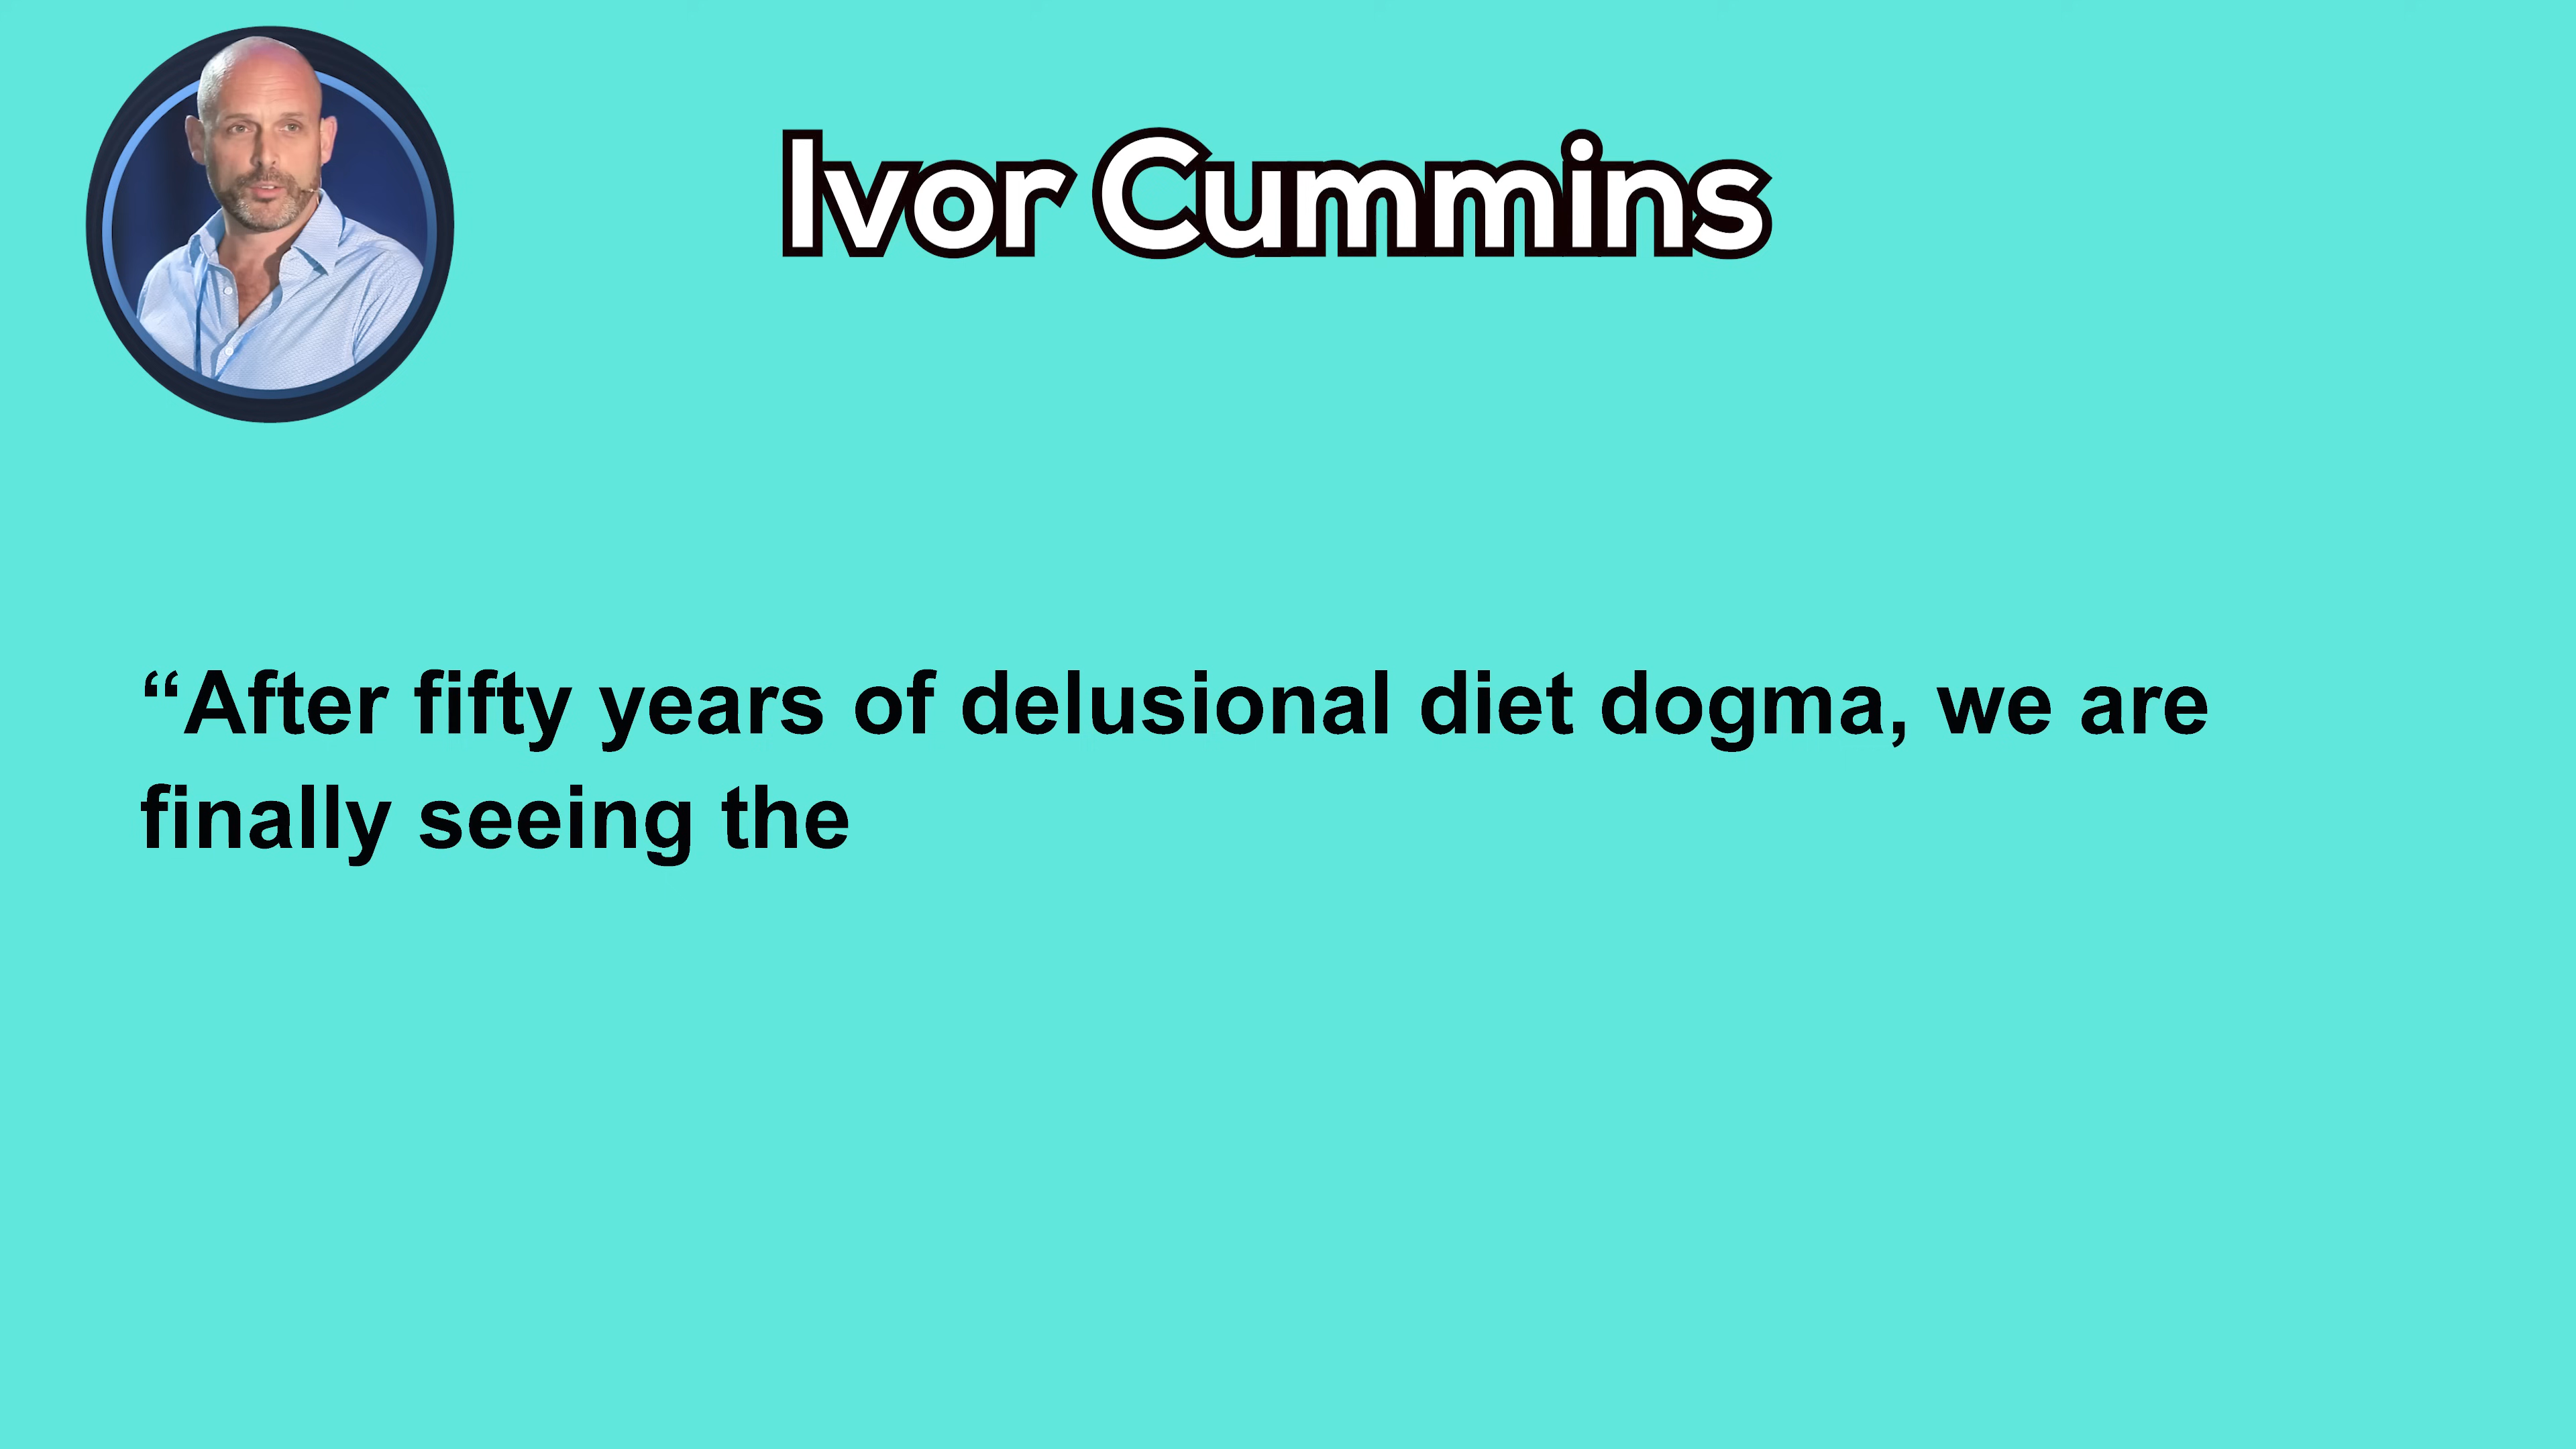 Ivor Cummins
“After fifty years of delusional diet dogma, we are
finally seeing the